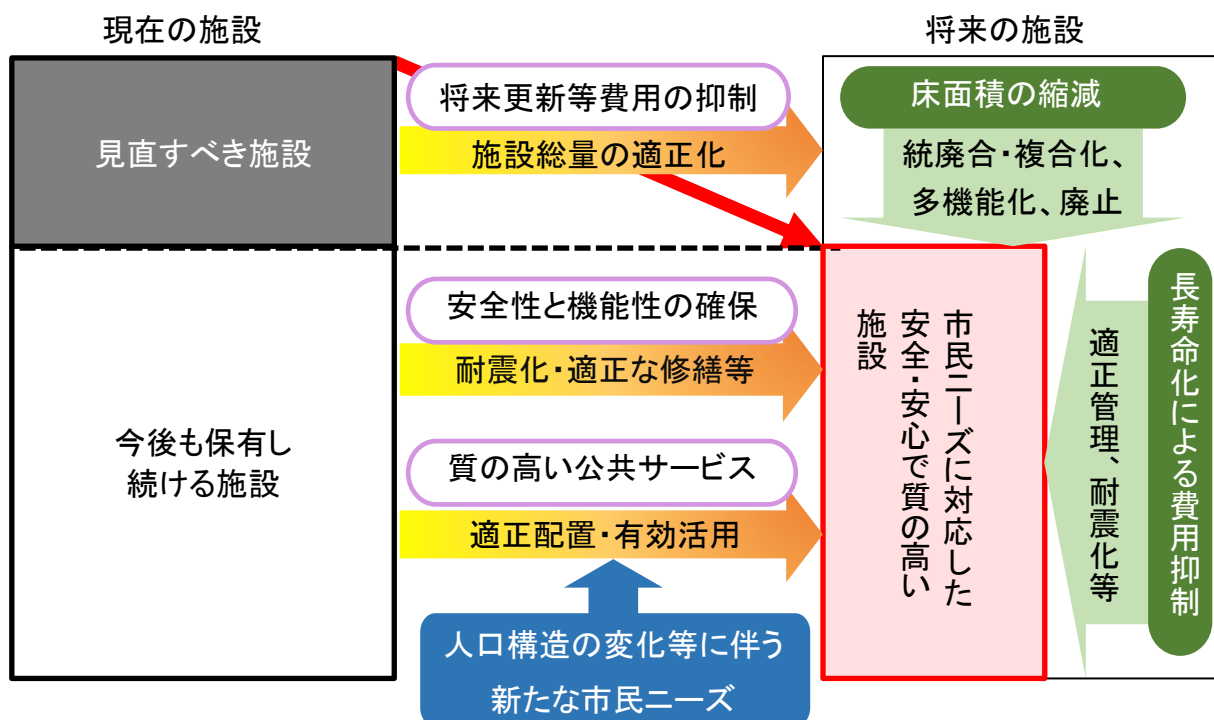 現在の施設
将来の施設
見直すべき施設
今後も保有し
続ける施設
将来更新等費用の抑制
施設総量の適正化
安全性と機能性の確保
耐震化・適正な修繕等
質の高い公共サービス
適正配置・有効活用
人口構造の変化等に伴う
新たな市民ニーズ
床面積の縮減
統廃合・複合化、
多機能化、廃止
市民ニーズに対応した
安全・安心で質の高い
施設
適正管理、耐震化等
長寿命化による費用抑制